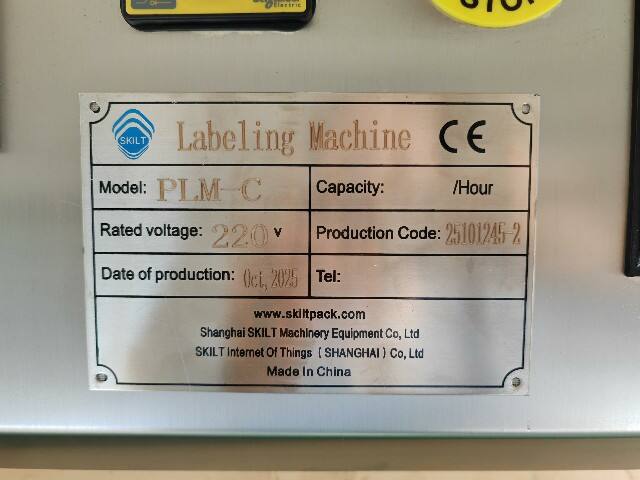 Electric
STOP
SKILT
Labeling Machine CE
Model: PLM-C
Capacity: /Hour
Rated voltage: 220 v
Production Code: 25101245-2
Date of production: Oct, 2025
Tel:
www.skiltpack.com
Shanghai SKILT Machinery Equipment Co, Ltd
SKILT Internet Of Things ( SHANGHAI ) Co, Ltd
Made In China